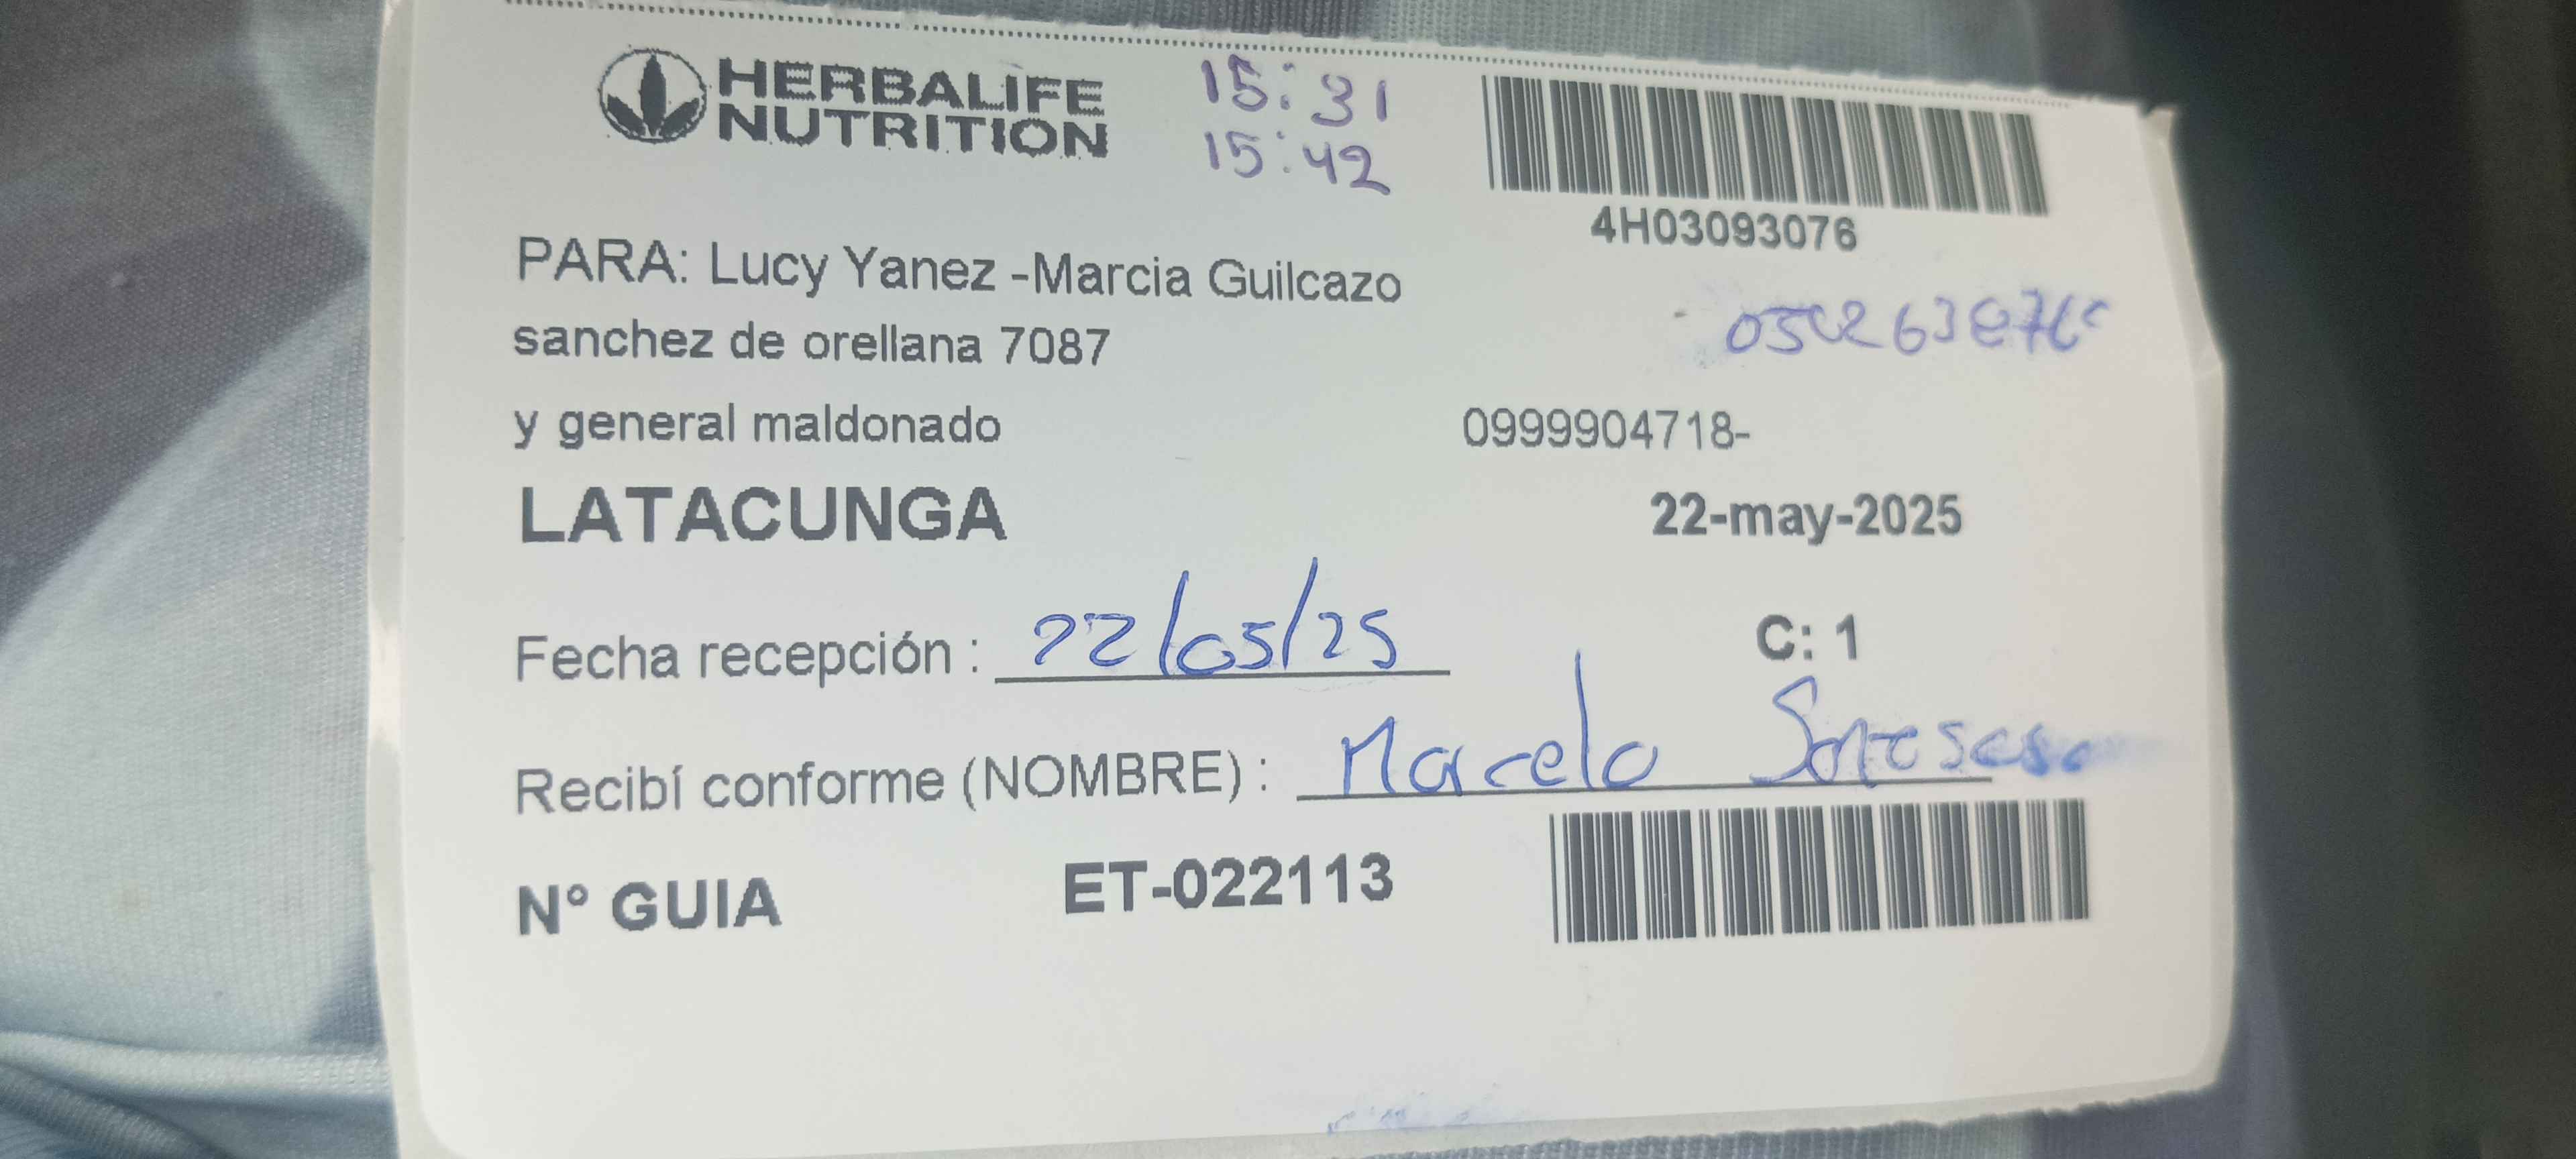 HERBALIFE
NUTRITION
15:31
15:42
4H03093076
PARA: Lucy Yanez -Marcia Guilcazo
sanchez de orellana 7087
y general maldonado
0999904718-
LATACUNGA
22-may-2025
Fecha recepción : 22/05/25
C: 1
Recibí conforme (NOMBRE) : Marcelo
N° GUIA
ET-022113